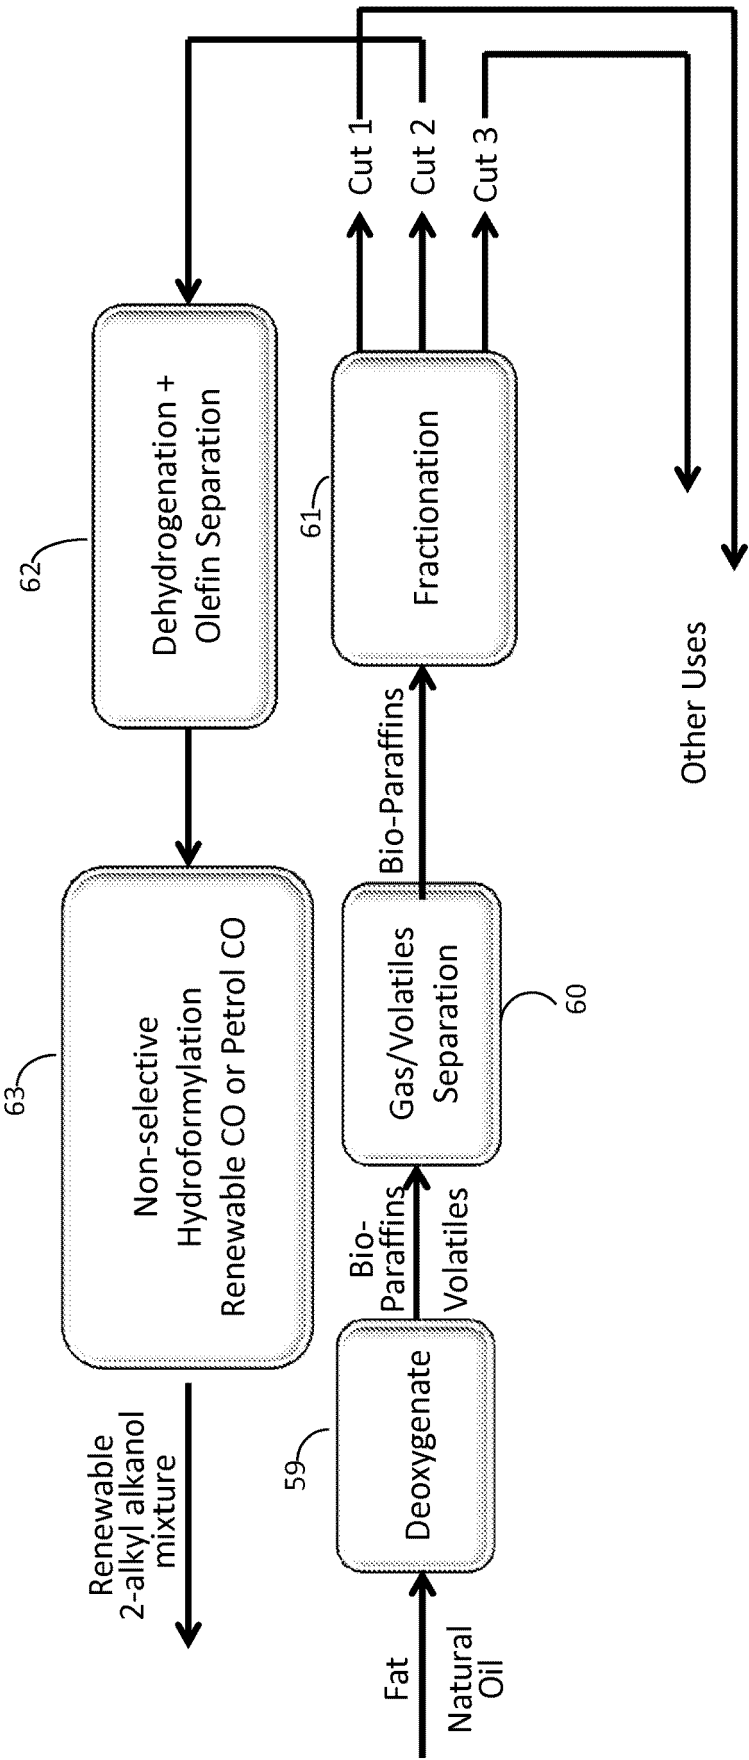 Renewable
2-alkyl alkanol
mixture
63
Non-selective
Hydroformylation
Renewable CO or Petrol CO
62
Dehydrogenation +
Olefin Separation
Fat
Natural
Oil
59
Deoxygenate
Bio-
Paraffins
Volatiles
60
Gas/Volatiles
Separation
Bio-Paraffins
61
Fractionation
Cut 1
Cut 2
Cut 3
Other Uses